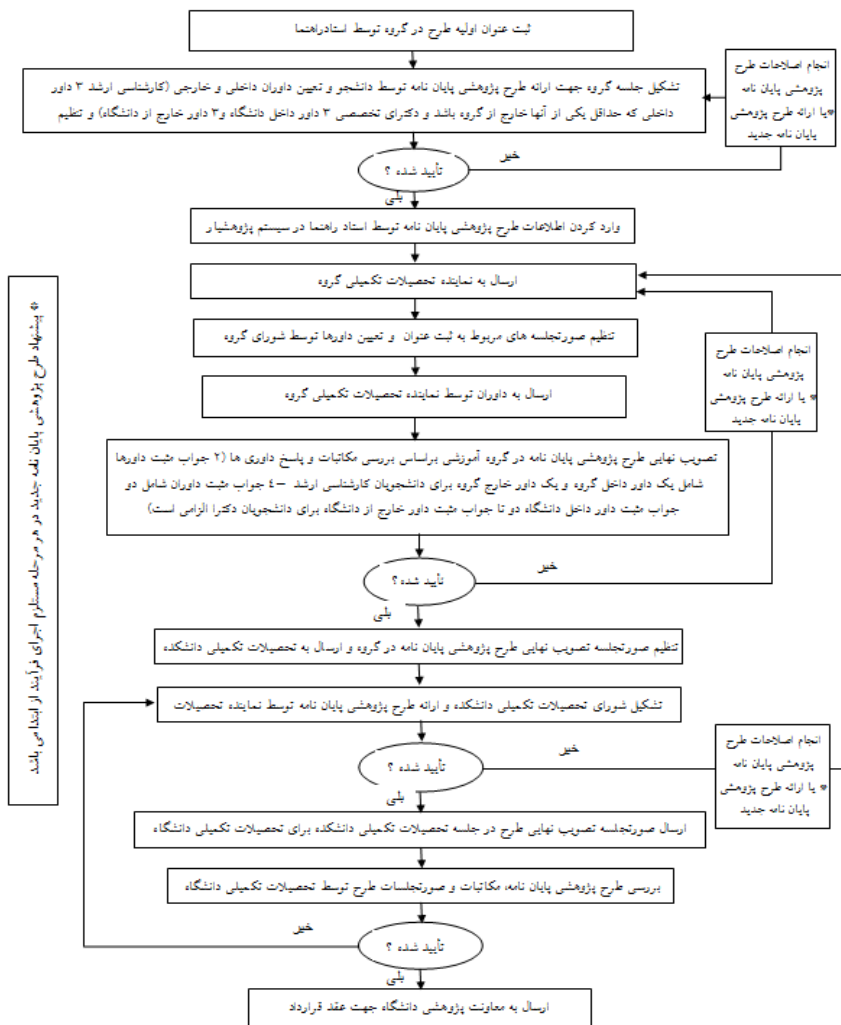 ثبت عنوان اولیه طرح در گروه توسط استادراهنما
انجام اصلاحات طرح
پژوهشی پایان نامه
*یا ارائه طرح پژوهشی
پایان نامه جدید
تشکیل جلسه گروه جهت ارائه طرح پژوهشی پایان نامه توسط دانشجو و تعیین داوران داخلی و خارجی (کارشناسی ارشد ۳ داور
داخلی که حداقل یکی از آنها خارج از گروه باشد و دکترای تخصصی ۳ داور داخل دانشگاه و۳ داور خارج از دانشگاه) و تنظیم
تأیید شده ؟
خیر
بلی
وارد کردن اطلاعات طرح پژوهشی پایان نامه توسط استاد راهنما در سیستم پژوهشیار
ارسال به نماینده تحصیلات تکمیلی گروه
تنظیم صورتجلسه های مربوط به ثبت عنوان و تعیین داورها توسط شورای گروه
انجام اصلاحات طرح
پژوهشی پایان نامه
* یا ارائه طرح پژوهشی
پایان نامه جدید
ارسال به داوران توسط نماینده تحصیلات تکمیلی گروه
تصویب نهایی طرح پژوهشی پایان نامه در گروه آموزشی براساس بررسی مکاتبات و پاسخ داوری ها (۲ جواب مثبت داورها
شامل یک داور داخل گروه و یک داور خارج گروه برای دانشجویان کارشناسی ارشد –٤ جواب مثبت داوران شامل دو
جواب مثبت داور داخل دانشگاه دو تا جواب مثبت داور خارج از دانشگاه برای دانشجویان دکترا الزامی است)
تأیید شده ؟
خیر
بلی
تنظیم صورتجلسه تصویب نهایی طرح پژوهشی پایان نامه در گروه و ارسال به تحصیلات تکمیلی دانشکده
تشکیل شورای تحصیلات تکمیلی دانشکده و ارائه طرح پژوهشی پایان نامه توسط نماینده تحصیلات
انجام اصلاحات طرح
پژوهشی پایان نامه
* یا ارائه طرح پژوهشی
پایان نامه جدید
تأیید شده ؟
خیر
بلی
ارسال صورتجلسه تصویب نهایی طرح در جلسه تحصیلات تکمیلی دانشکده برای تحصیلات تکمیلی دانشگاه
بررسی طرح پژوهشی پایان نامه، مکاتبات و صورتجلسات طرح توسط تحصیلات تکمیلی دانشگاه
تأیید شده ؟
خیر
بلی
ارسال به معاونت پژوهشی دانشگاه جهت عقد قرارداد
* پیشنهاد طرح پژوهشی پایان نامه جدید در هر مرحله مستلزم اجرای فرآیند از ابتدا می باشد